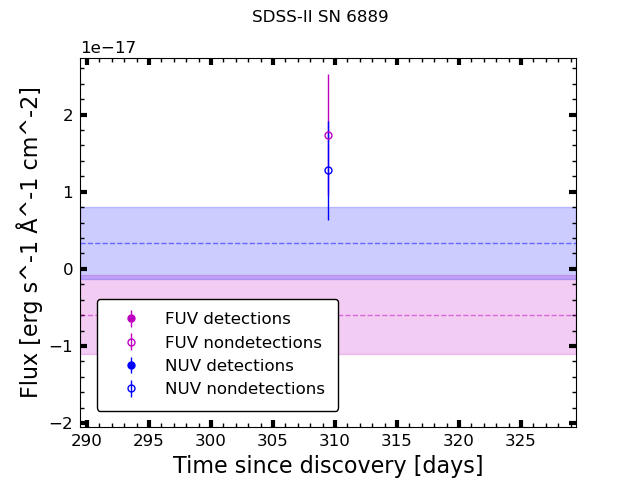 SDSS-II SN 6889
1e−17
Flux [erg s^-1 Å^-1 cm^-2]
2
1
0
−1
−2
FUV detections
FUV nondetections
NUV detections
NUV nondetections
290 295 300 305 310 315 320 325
Time since discovery [days]